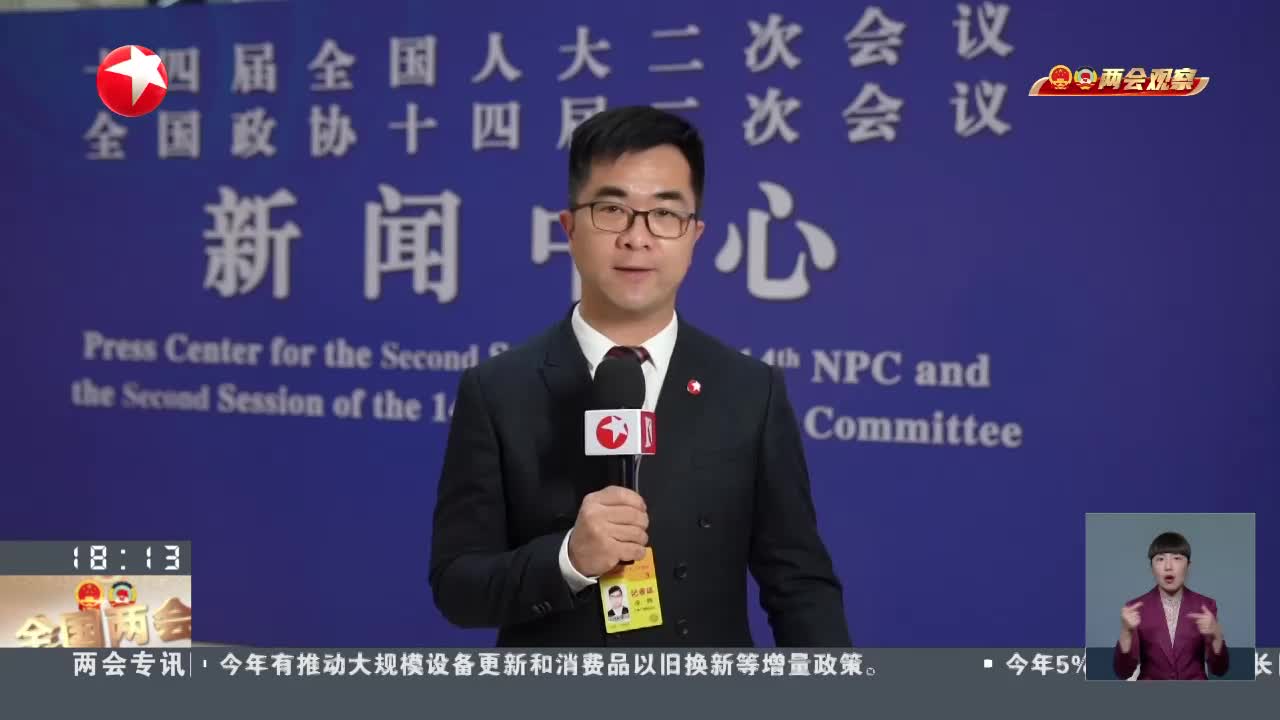 十四届全国人大二次会议
全国政协十四届二次会议
两会观察
新闻中心
Press Center for the Second S 14th NPC and
the Second Session of the 14 Committee
记者证
18:13
全国两会
两会专讯
今年有推动大规模设备更新和消费品以旧换新等增量政策。
今年5%
长